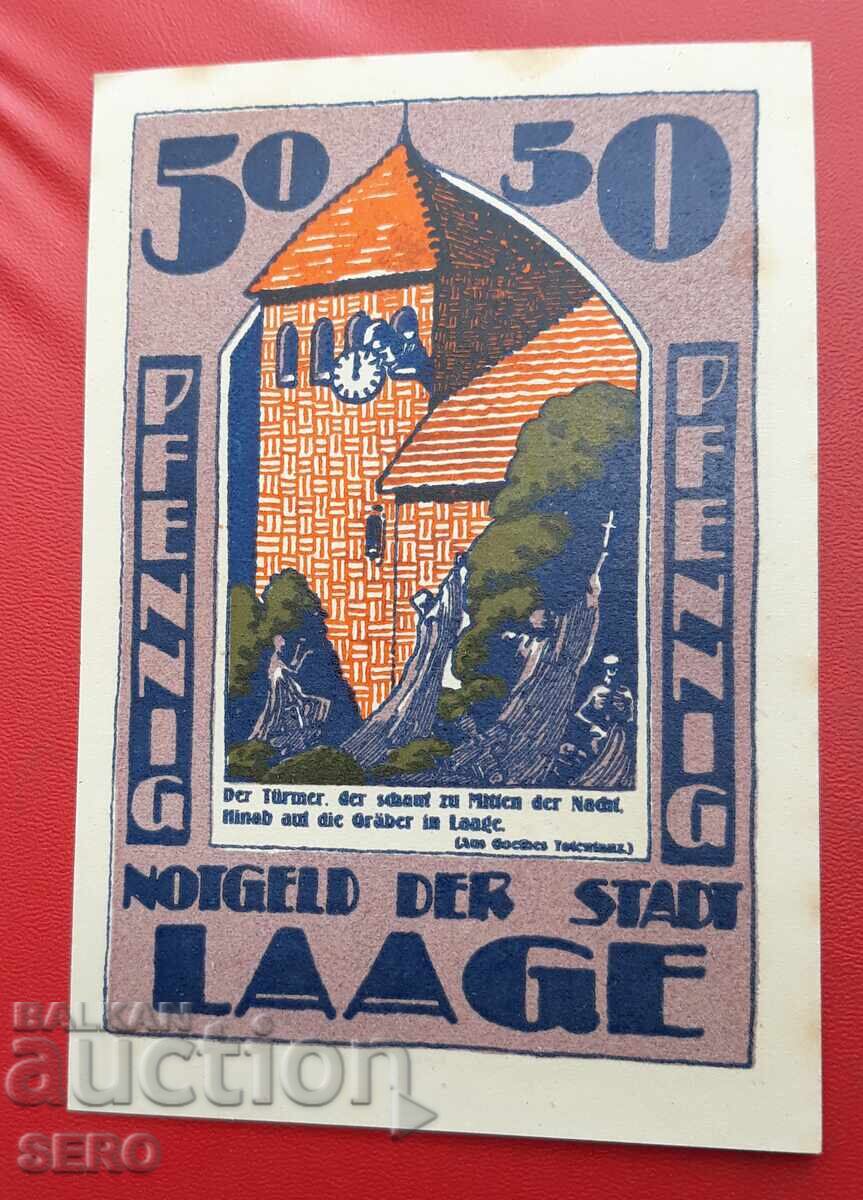 50 50
PFENNIG
PFENNIG
Der Türmer, der schaut zu Mitten der Nacht,
Hinab auf die Gräber in Laage.
(Aus Goethes Totentanz.)
NOTGELD DER STADT
LAAGE
BALKAN
auction
SERO